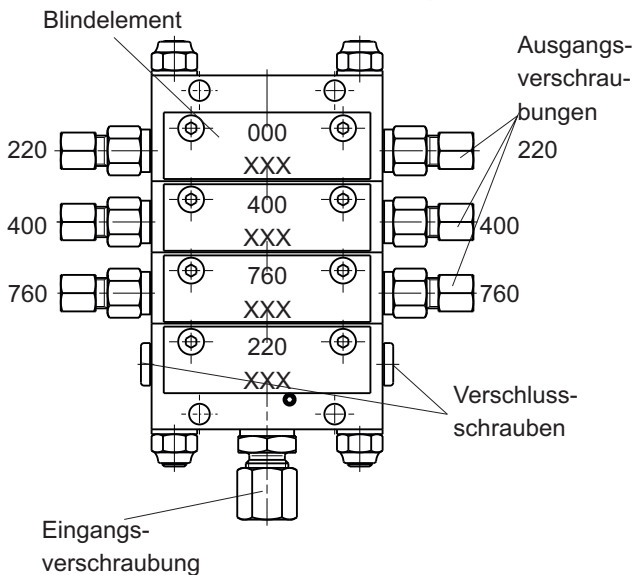 Blindelement
Ausgangs-
verschrau-
bungen
000
XXX
220
220
400
XXX
400
400
760
XXX
760
760
220
XXX
Verschluss-
schrauben
Eingangs-
verschraubung